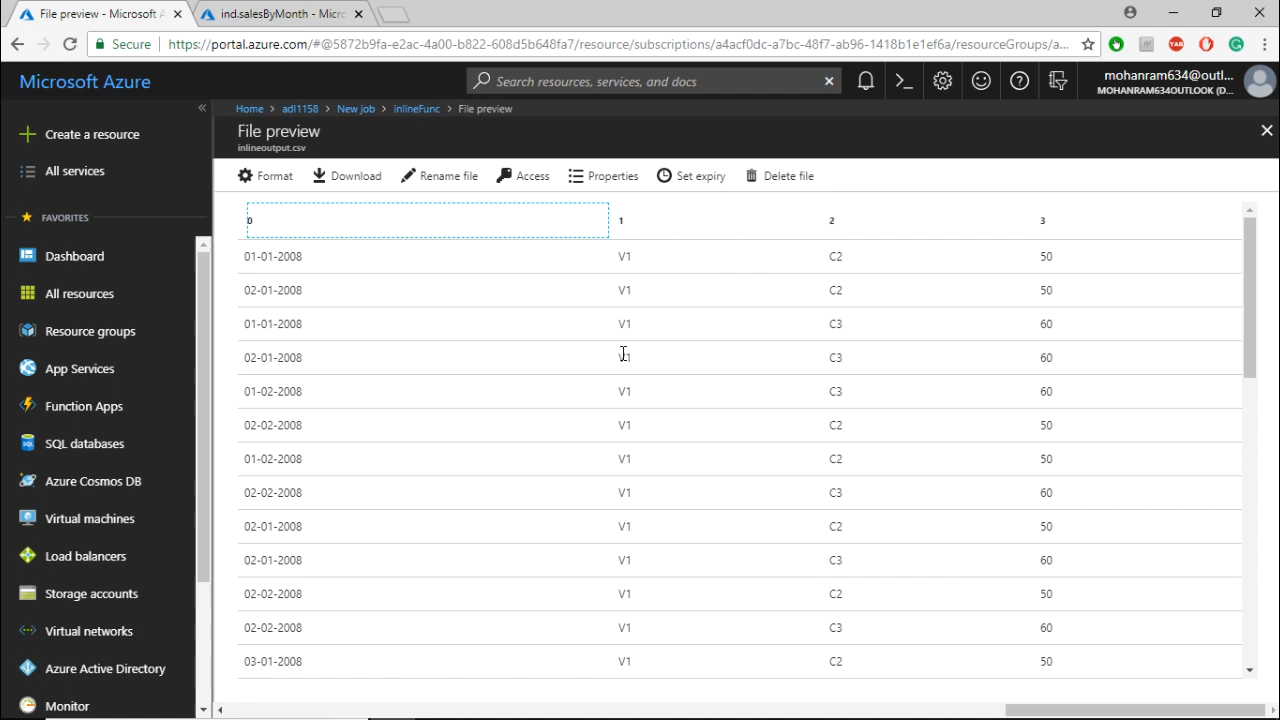 File preview - Microsoft A
ind.salesByMonth - Micro
Secure
https://portal.azure.com/#@5872b9fa-e2ac-4a00-b822-608d5b648fa7/resource/subscriptions/a4acf0dc-a7bc-48f7-ab96-1418b1e1ef6a/resourceGroups/a...
YAB
Microsoft Azure
Search resources, services, and docs
mohanram634@outl...
MOHANRAM634OUTLOOK (D...
Home > adl1158 > New job > inlineFunc > File preview
File preview
inlineoutput.csv
Format Download Rename file Access Properties Set expiry Delete file
Create a resource
All services
FAVORITES
Dashboard
All resources
Resource groups
App Services
Function Apps
SQL databases
Azure Cosmos DB
Virtual machines
Load balancers
Storage accounts
Virtual networks
Azure Active Directory
Monitor
0 1 2 3
01-01-2008 V1 C2 50
02-01-2008 V1 C2 50
01-01-2008 V1 C3 60
02-01-2008 V1 C3 60
01-02-2008 V1 C3 60
02-02-2008 V1 C2 50
01-02-2008 V1 C2 50
02-02-2008 V1 C3 60
02-01-2008 V1 C2 50
02-01-2008 V1 C3 60
02-02-2008 V1 C2 50
02-02-2008 V1 C3 60
03-01-2008 V1 C2 50